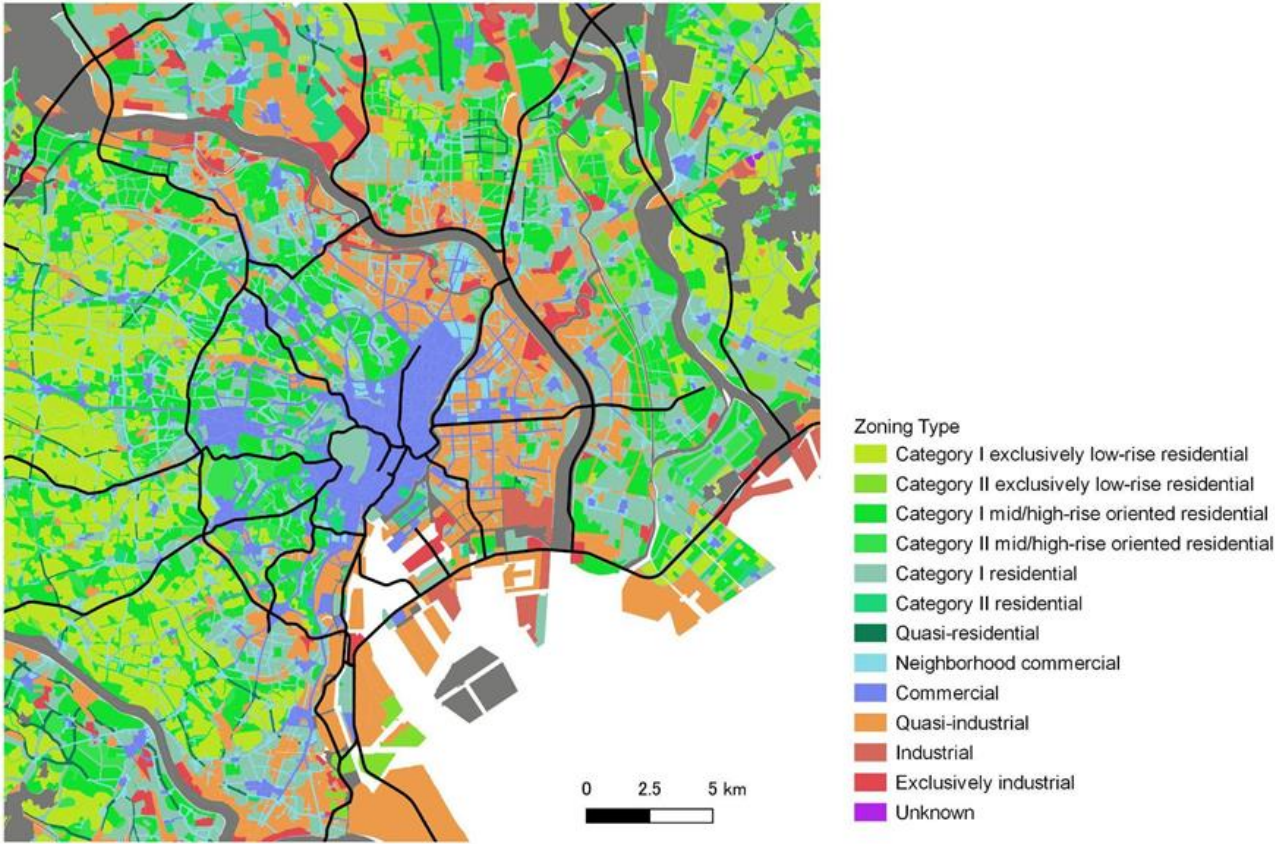 Zoning Type
Category I exclusively low-rise residential
Category II exclusively low-rise residential
Category I mid/high-rise oriented residential
Category II mid/high-rise oriented residential
Category I residential
Category II residential
Quasi-residential
Neighborhood commercial
Commercial
Quasi-industrial
Industrial
Exclusively industrial
Unknown
0 2.5 5 km